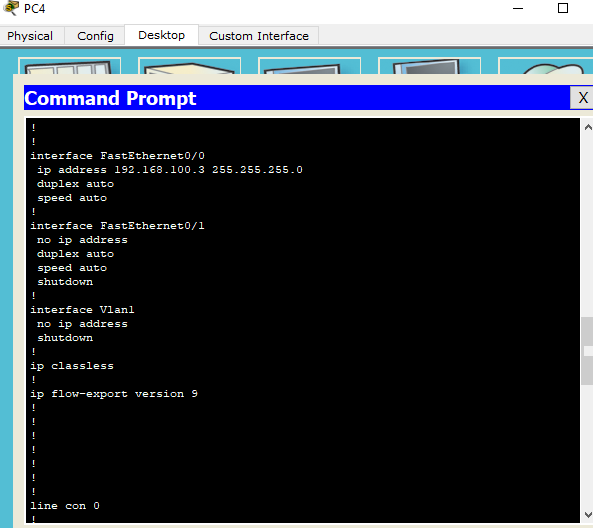 PC4
Physical Config Desktop Custom Interface
Command Prompt X
!
!
interface FastEthernet0/0
ip address 192.168.100.3 255.255.255.0
duplex auto
speed auto
!
interface FastEthernet0/1
no ip address
duplex auto
speed auto
shutdown
!
interface Vlan1
no ip address
shutdown
!
ip classless
!
ip flow-export version 9
!
!
!
!
!
!
!
line con 0
!